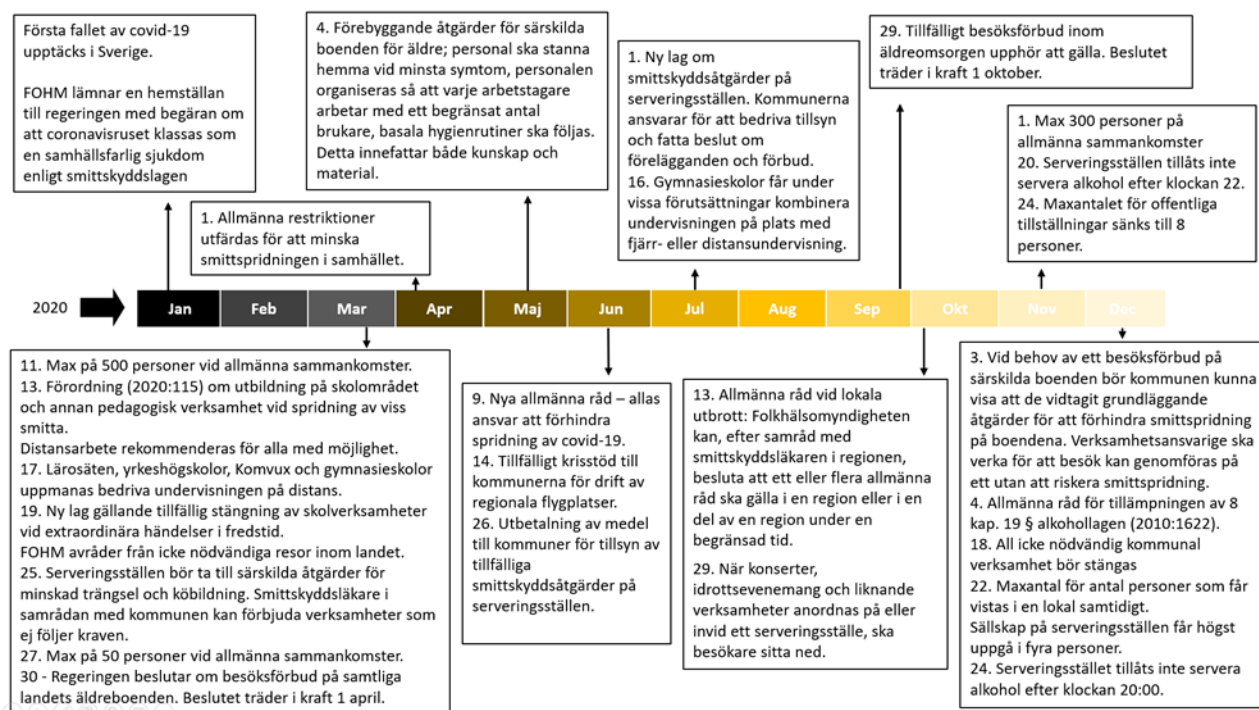 Första fallet av covid-19
upptäcks i Sverige.
FOHM lämnar en hemställan
till regeringen med begäran om
att coronavisruset klassas som
en samhällsfarlig sjukdom
enligt smittskyddslagen
4. Förebyggande åtgärder för särskilda
boenden för äldre; personal ska stanna
hemma vid minsta symtom, personalen
organiseras så att varje arbetstagare
arbetar med ett begränsat antal
brukare, basala hygienrutiner ska följas.
Detta innefattar både kunskap och
material.
1. Allmänna restriktioner
utfärdas för att minska
smittspridningen i samhället.
1. Ny lag om
smittskyddsåtgärder på
serveringsställen. Kommunerna
ansvarar för att bedriva tillsyn
och fatta beslut om
förelägganden och förbud.
16. Gymnasieskolor får under
vissa förutsättningar kombinera
undervisningen på plats med
fjärr- eller distansundervisning.
29. Tillfälligt besöksförbud inom
äldreomsorgen upphör att gälla. Beslutet
träder i kraft 1 oktober.
1. Max 300 personer på
allmänna sammankomster
20. Serveringsställen tillåts inte
servera alkohol efter klockan 22.
24. Maxantalet för offentliga
tillställningar sänks till 8
personer.
2020
Jan Feb Mar Apr Maj Jun Jul Aug Sep Okt Nov Dec
11. Max på 500 personer vid allmänna sammankomster.
13. Förordning (2020:115) om utbildning på skolområdet
och annan pedagogisk verksamhet vid spridning av viss
smitta.
Distansarbete rekommenderas för alla med möjlighet.
17. Lärosäten, yrkeshögskolor, Komvux och gymnasieskolor
uppmanas bedriva undervisningen på distans.
19. Ny lag gällande tillfällig stängning av skolverksamheter
vid extraordinära händelser i fredstid.
FOHM avråder från icke nödvändiga resor inom landet.
25. Serveringsställen bör ta till särskilda åtgärder för
minskad trängsel och köbildning. Smittskyddsläkare i
samrådan med kommunen kan förbjuda verksamheter som
ej följer kraven.
27. Max på 50 personer vid allmänna sammankomster.
30 - Regeringen beslutar om besöksförbud på samtliga
landets äldreboenden. Beslutet träder i kraft 1 april.
9. Nya allmänna råd – allas
ansvar att förhindra
spridning av covid-19.
14. Tillfälligt krisstöd till
kommunerna för drift av
regionala flygplatser.
26. Utbetalning av medel
till kommuner för tillsyn av
tillfälliga
smittskyddsåtgärder på
serveringsställen.
13. Allmänna råd vid lokala
utbrott: Folkhälsomyndigheten
kan, efter samråd med
smittskyddsläkaren i regionen,
besluta att ett eller flera allmänna
råd ska gälla i en region eller i en
del av en region under en
begränsad tid.
29. När konserter,
idrottsevenemang och liknande
verksamheter anordnas på eller
invid ett serveringsställe, ska
besökare sitta ned.
3. Vid behov av ett besöksförbud på
särskilda boenden bör kommunen kunna
visa att de vidtagit grundläggande
åtgärder för att förhindra smittspridning
på boendena. Verksamhetsansvarige ska
verka för att besök kan genomföras på
ett utan att riskera smittspridning.
4. Allmänna råd för tillämpningen av 8
kap. 19 § alkohollagen (2010:1622).
18. All icke nödvändig kommunal
verksamhet bör stängas
22. Maxantal för antal personer som får
vistas i en lokal samtidigt.
Sällskap på serveringsställen får högst
uppgå i fyra personer.
24. Serveringsstället tillåts inte servera
alkohol efter klockan 20:00.